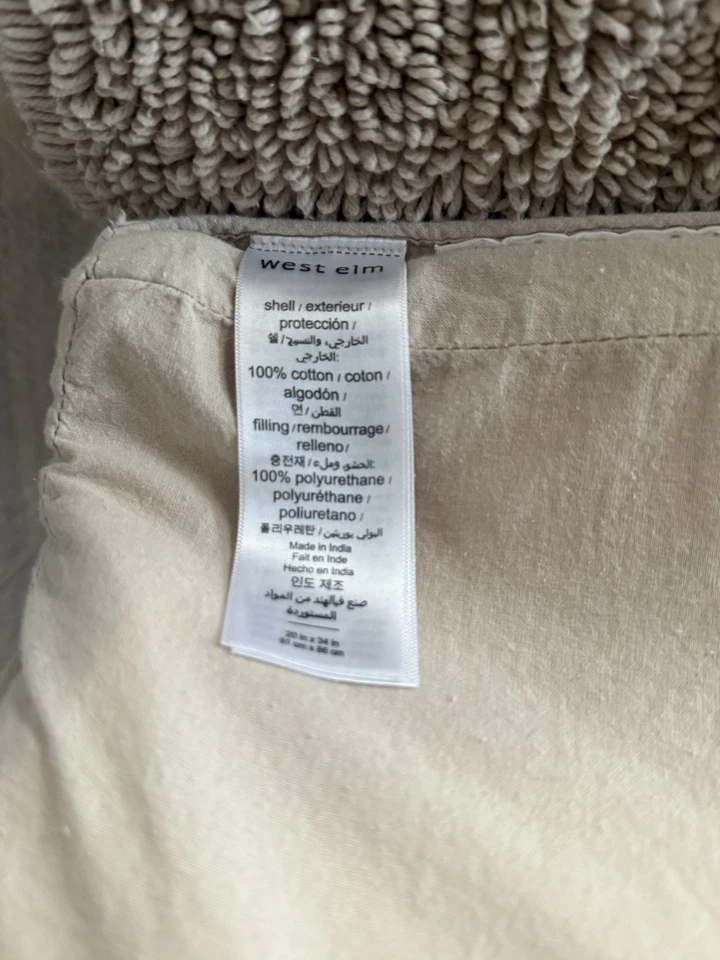 west elm
shell / exterieur /
protección /
쉘 / الخارجي، والنسيج
الخارجي:
100% cotton / coton /
algodón /
면 / القطن
filling /rembourrage /
relleno /
충전재 / الحشو، وملء:
100% polyurethane /
polyuréthane /
poliuretano /
폴리우레탄 / البولي يوريثين
Made in India
Fait en Inde
Hecho en India
인도 제조
صنع فيالهند من المواد
المستوردة
20 in x 34 in
51 cm x 86 cm